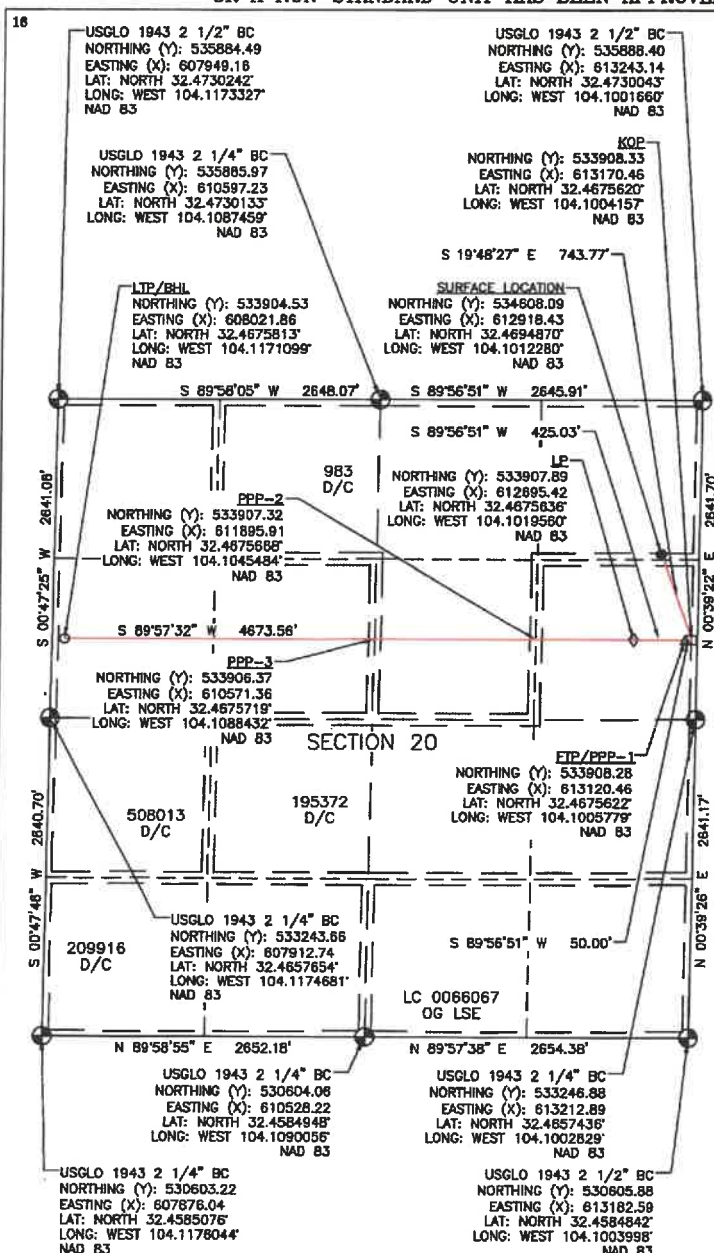 16
USGLO 1943 2 1/2" BC
NORTHING (Y): 535884.49
EASTING (X): 607949.16
LAT: NORTH 32.4730242°
LONG: WEST 104.1173327°
NAD 83
USGLO 1943 2 1/2" BC
NORTHING (Y): 535888.40
EASTING (X): 613243.14
LAT: NORTH 32.4730043°
LONG: WEST 104.1001660°
NAD 83
USGLO 1943 2 1/4" BC
NORTHING (Y): 535885.97
EASTING (X): 610597.23
LAT: NORTH 32.4730133°
LONG: WEST 104.1087459°
NAD 83
KOP
NORTHING (Y): 533908.33
EASTING (X): 613170.46
LAT: NORTH 32.4675620°
LONG: WEST 104.1004157°
NAD 83
S 19°48'27" E 743.77'
LTP/BHL
NORTHING (Y): 533904.53
EASTING (X): 608021.86
LAT: NORTH 32.4675813°
LONG: WEST 104.1171099°
NAD 83
SURFACE LOCATION
NORTHING (Y): 534608.09
EASTING (X): 612918.43
LAT: NORTH 32.4694870°
LONG: WEST 104.1012280°
NAD 83
S 89°58'05" W 2648.07'
S 89°56'51" W 2645.91'
S 89°56'51" W 425.03'
S 00°47'25" W 2641.08'
N 00°39'22" E 2641.70'
983
D/C
LP
NORTHING (Y): 533907.89
EASTING (X): 612695.42
LAT: NORTH 32.4675636°
LONG: WEST 104.1019560°
NAD 83
PPP-2
NORTHING (Y): 533907.32
EASTING (X): 611895.91
LAT: NORTH 32.4675668°
LONG: WEST 104.1045484°
NAD 83
S 89°57'32" W 4673.56'
PPP-3
NORTHING (Y): 533906.37
EASTING (X): 610571.36
LAT: NORTH 32.4675719°
LONG: WEST 104.1088432°
NAD 83
SECTION 20
FTP/PPP-1
NORTHING (Y): 533908.28
EASTING (X): 613120.46
LAT: NORTH 32.4675622°
LONG: WEST 104.1005779°
NAD 83
508013
D/C
195372
D/C
S 00°47'46" W 2640.70'
N 00°39'26" E 2641.17'
USGLO 1943 2 1/4" BC
NORTHING (Y): 533243.66
EASTING (X): 607912.74
LAT: NORTH 32.4657654°
LONG: WEST 104.1174681°
NAD 83
S 89°56'51" W 50.00'
209916
D/C
LC 0066067
OG LSE
N 89°58'55" E 2652.18'
N 89°57'38" E 2654.38'
USGLO 1943 2 1/4" BC
NORTHING (Y): 530604.06
EASTING (X): 610528.22
LAT: NORTH 32.4584948°
LONG: WEST 104.1090056°
NAD 83
USGLO 1943 2 1/4" BC
NORTHING (Y): 533246.88
EASTING (X): 613212.89
LAT: NORTH 32.4657436°
LONG: WEST 104.1002829°
NAD 83
USGLO 1943 2 1/4" BC
NORTHING (Y): 530603.22
EASTING (X): 607876.04
LAT: NORTH 32.4585076°
LONG: WEST 104.1176044°
NAD 83
USGLO 1943 2 1/2" BC
NORTHING (Y): 530605.88
EASTING (X): 613182.59
LAT: NORTH 32.4584842°
LONG: WEST 104.1003998°
NAD 83